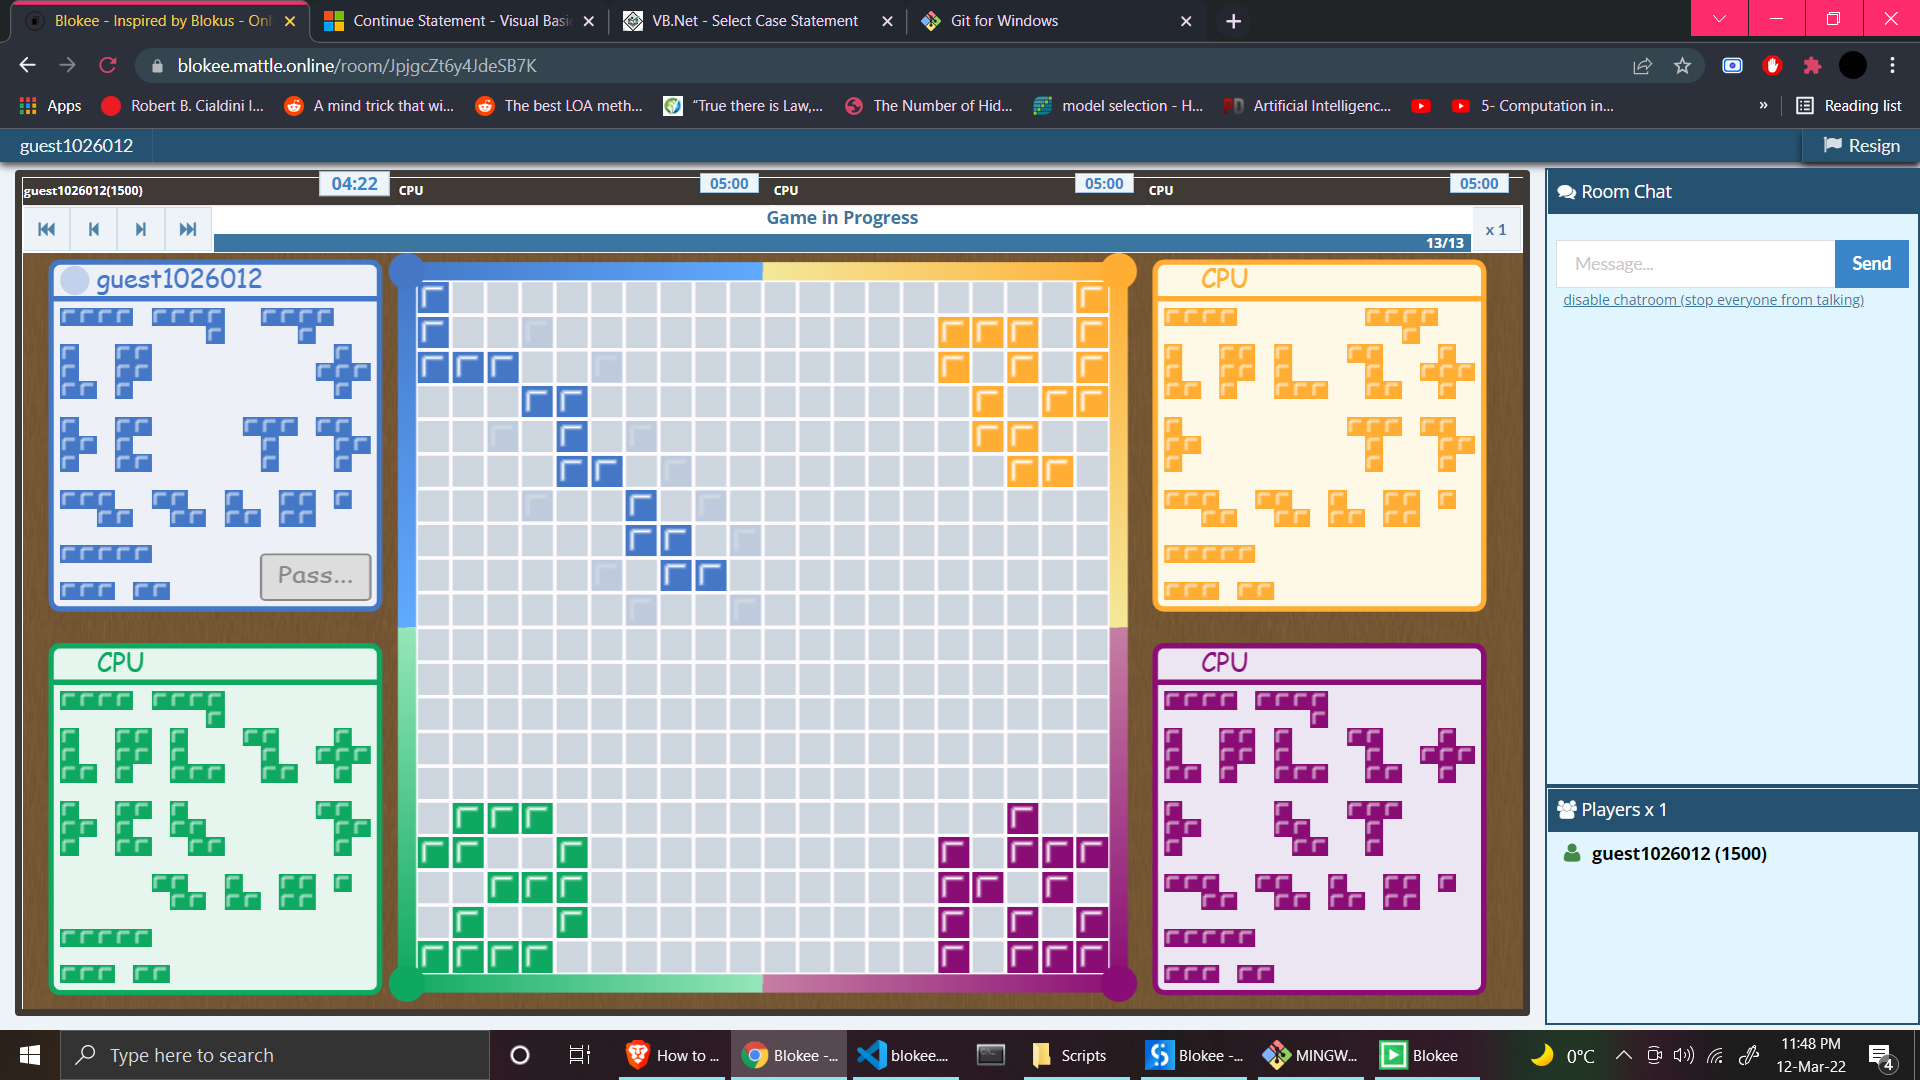 Blokee - Inspired by Blokus - Onl
Continue Statement - Visual Basi
VB.Net - Select Case Statement
Git for Windows
blokee.mattle.online/room/JpjgcZt6y4JdeSB7K
Apps
Robert B. Cialdini I...
A mind trick that wi...
The best LOA meth...
“True there is Law,...
The Number of Hid...
model selection - H...
Artificial Intelligenc...
5- Computation in...
»
Reading list
guest1026012
Resign
guest1026012(1500)
04:22
CPU
05:00
CPU
05:00
CPU
05:00
Game in Progress
13/13
x 1
guest1026012
CPU
Pass...
CPU
CPU
Room Chat
Message...
Send
disable chatroom (stop everyone from talking)
Players x 1
guest1026012 (1500)
Type here to search
How to ...
Blokee -...
blokee....
Scripts
Blokee -...
MINGW...
Blokee
0°C
11:48 PM
12-Mar-22
4